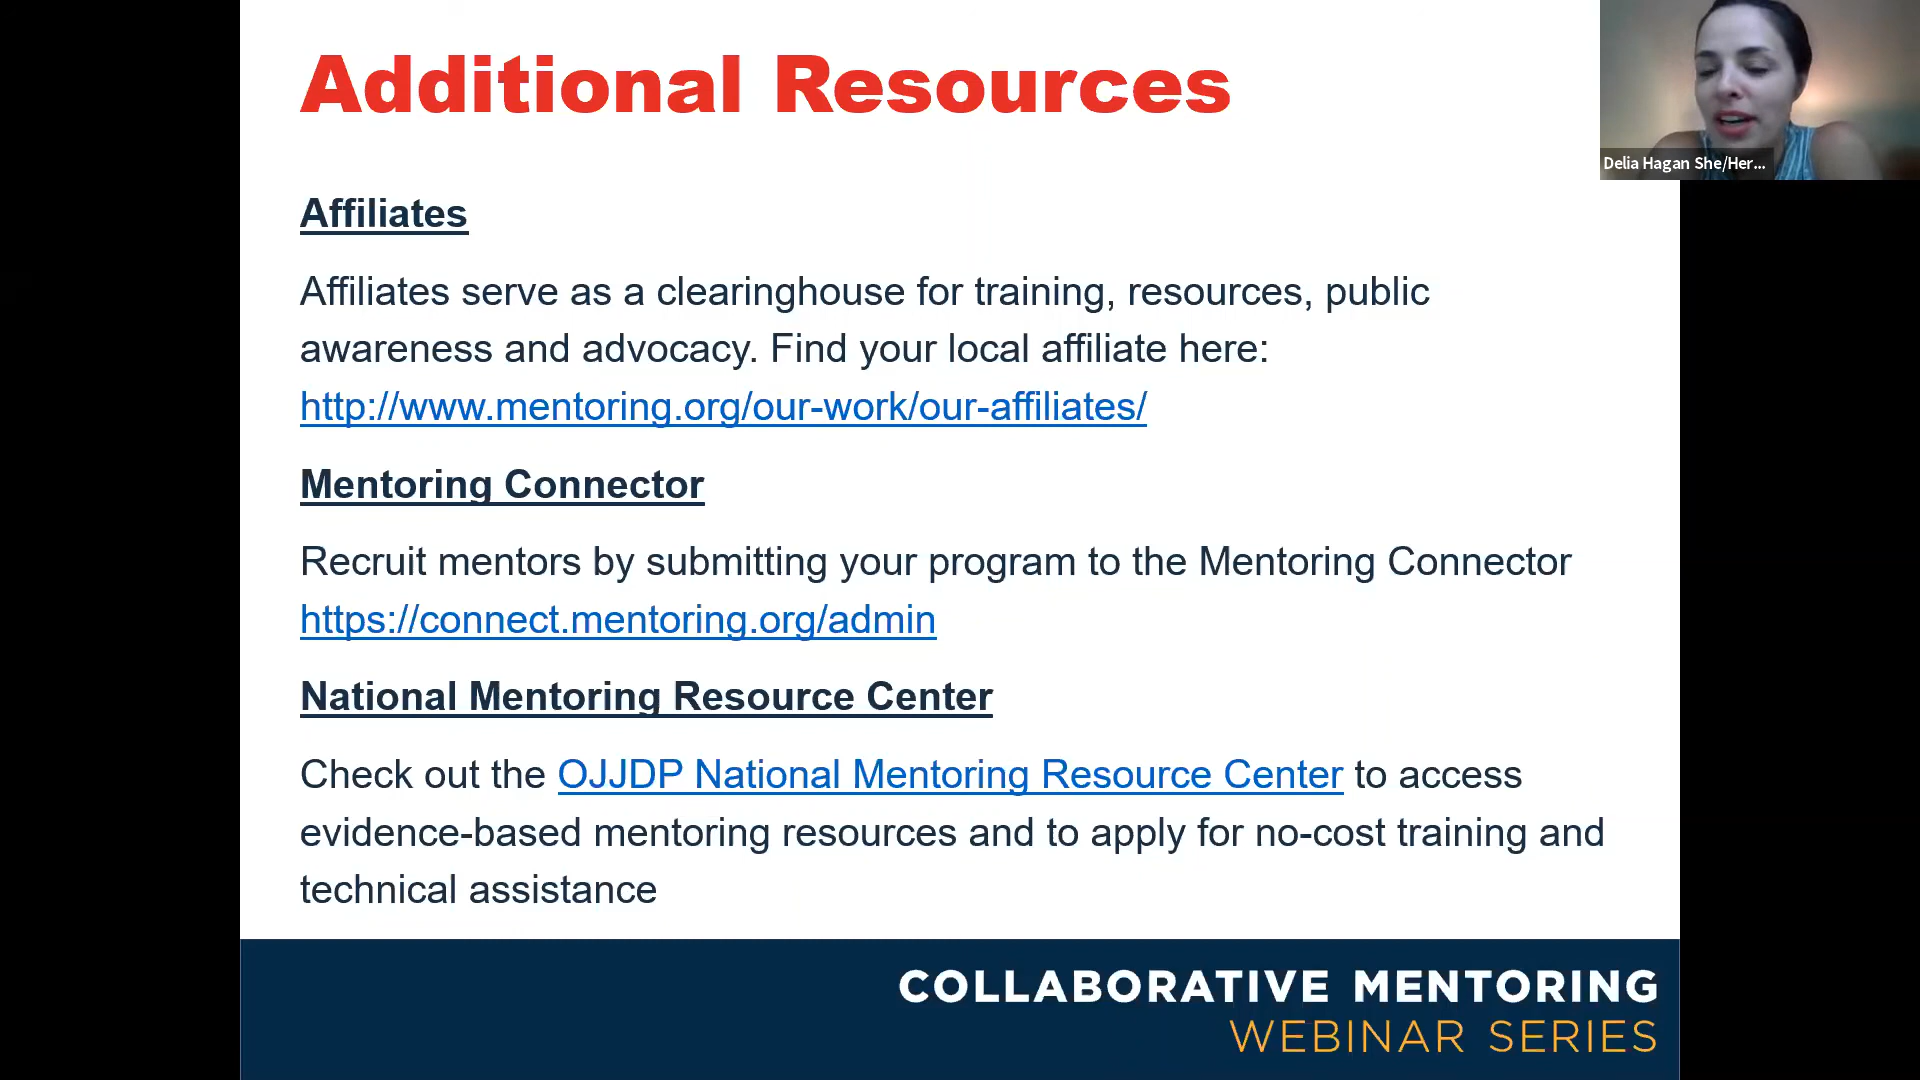 Additional Resources
Delia Hagan She/Her...
Affiliates
Affiliates serve as a clearinghouse for training, resources, public
awareness and advocacy. Find your local affiliate here:
http://www.mentoring.org/our-work/our-affiliates/
Mentoring Connector
Recruit mentors by submitting your program to the Mentoring Connector
https://connect.mentoring.org/admin
National Mentoring Resource Center
Check out the OJJDP National Mentoring Resource Center to access
evidence-based mentoring resources and to apply for no-cost training and
technical assistance
COLLABORATIVE MENTORING
WEBINAR SERIES